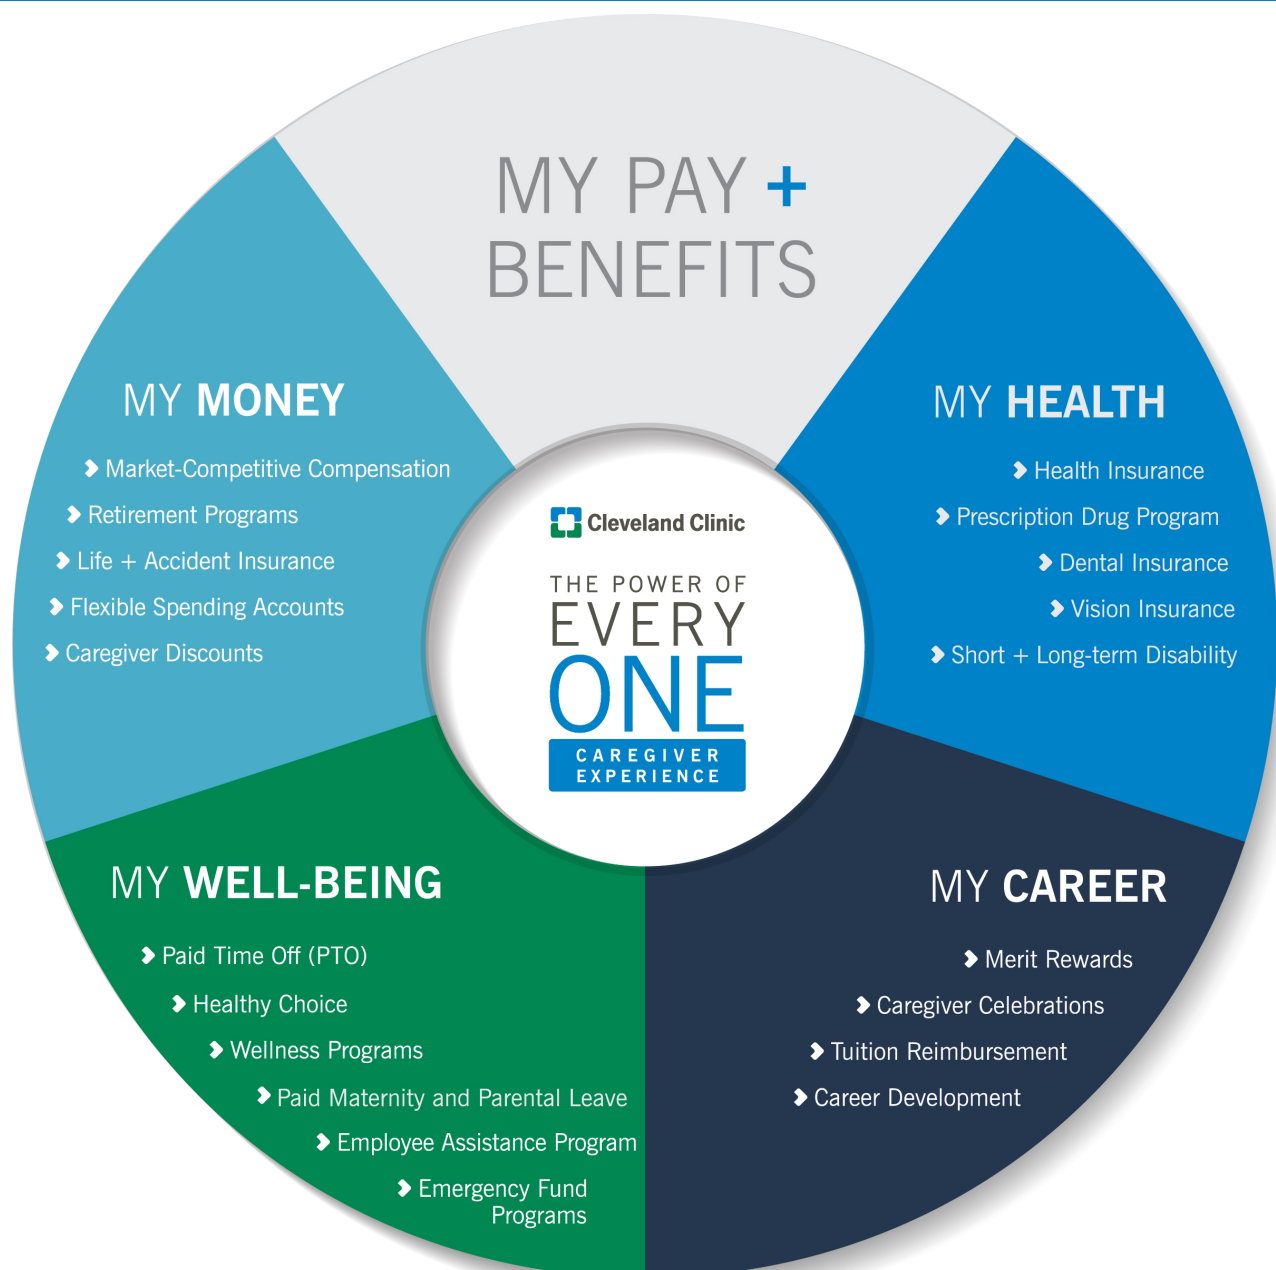 MY PAY +
BENEFITS
MY MONEY
Market-Competitive Compensation
Retirement Programs
Life + Accident Insurance
Flexible Spending Accounts
Caregiver Discounts
MY HEALTH
Health Insurance
Prescription Drug Program
Dental Insurance
Vision Insurance
Short + Long-term Disability
Cleveland Clinic
THE POWER OF
EVERY
ONE
CAREGIVER
EXPERIENCE
MY WELL-BEING
Paid Time Off (PTO)
Healthy Choice
Wellness Programs
Paid Maternity and Parental Leave
Employee Assistance Program
Emergency Fund
Programs
MY CAREER
Merit Rewards
Caregiver Celebrations
Tuition Reimbursement
Career Development